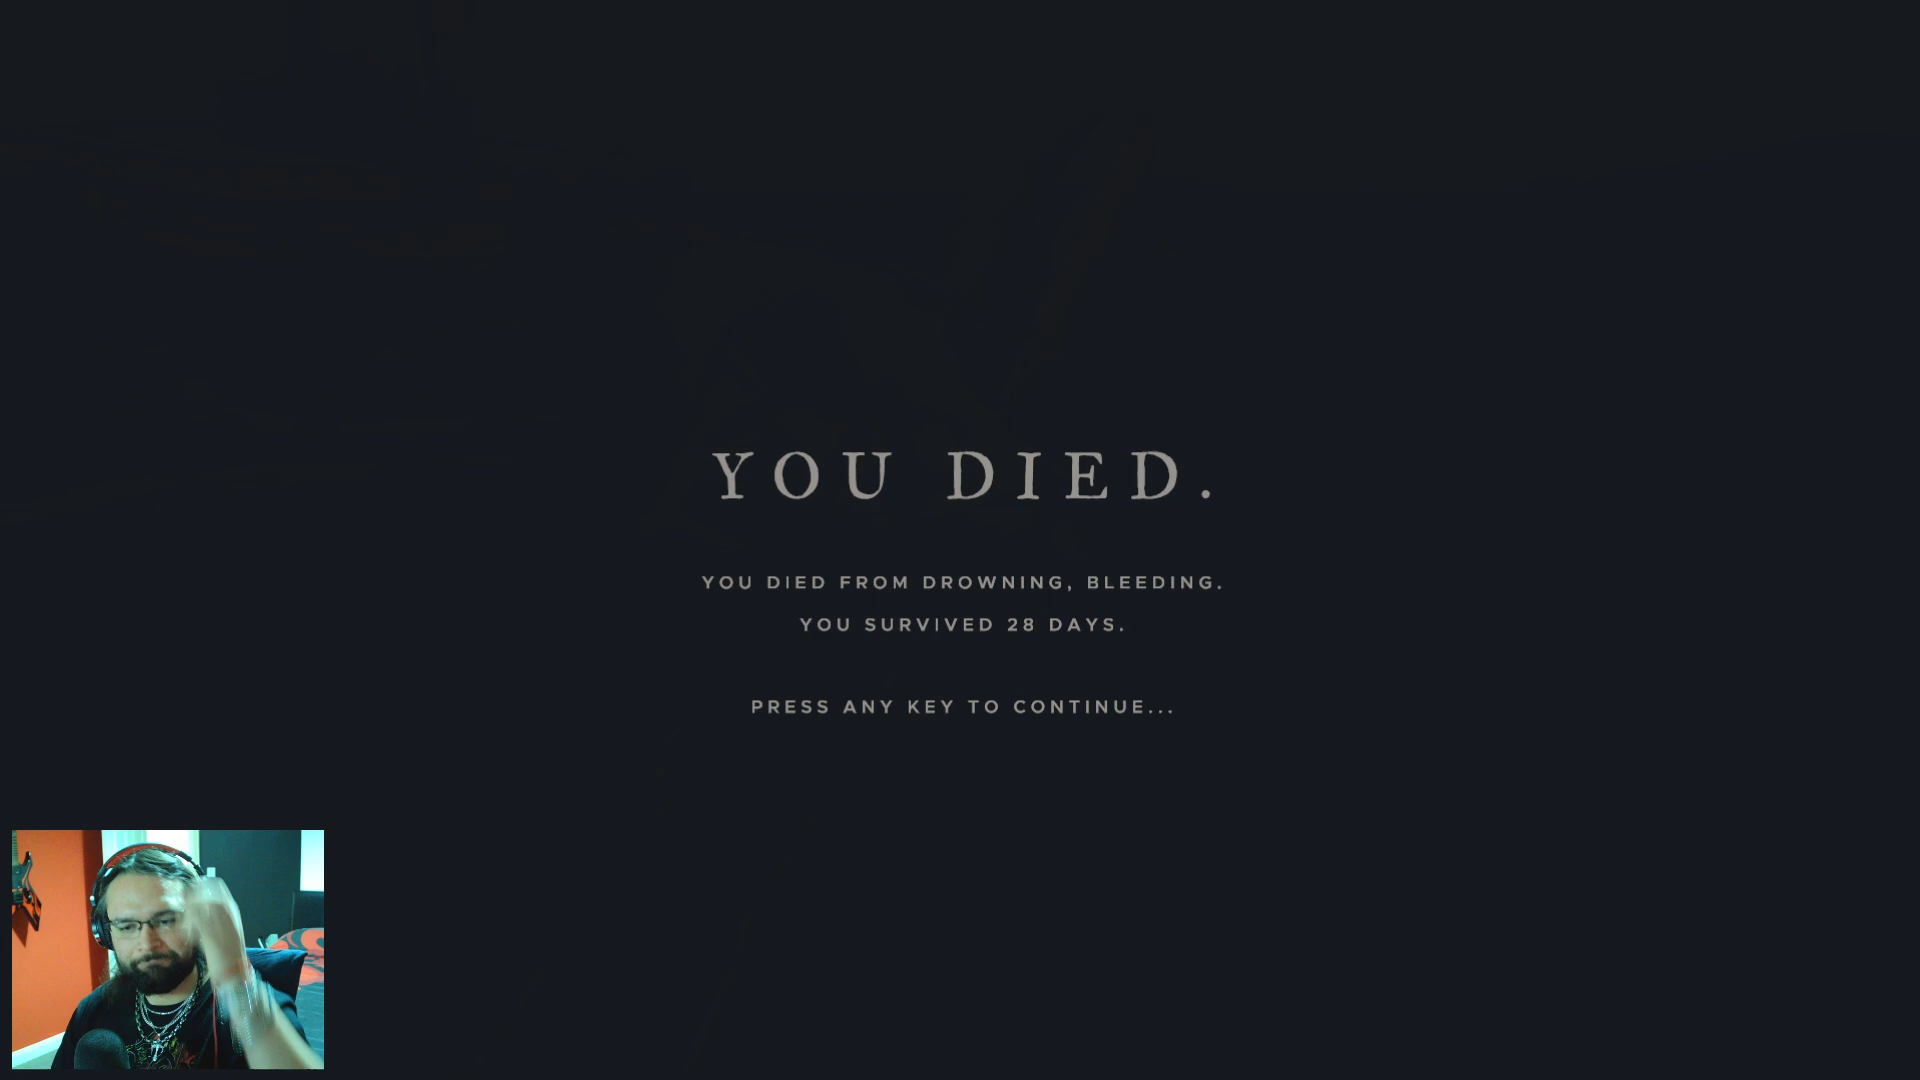 YOU DIED.
YOU DIED FROM DROWNING, BLEEDING.
YOU SURVIVED 28 DAYS.
PRESS ANY KEY TO CONTINUE...